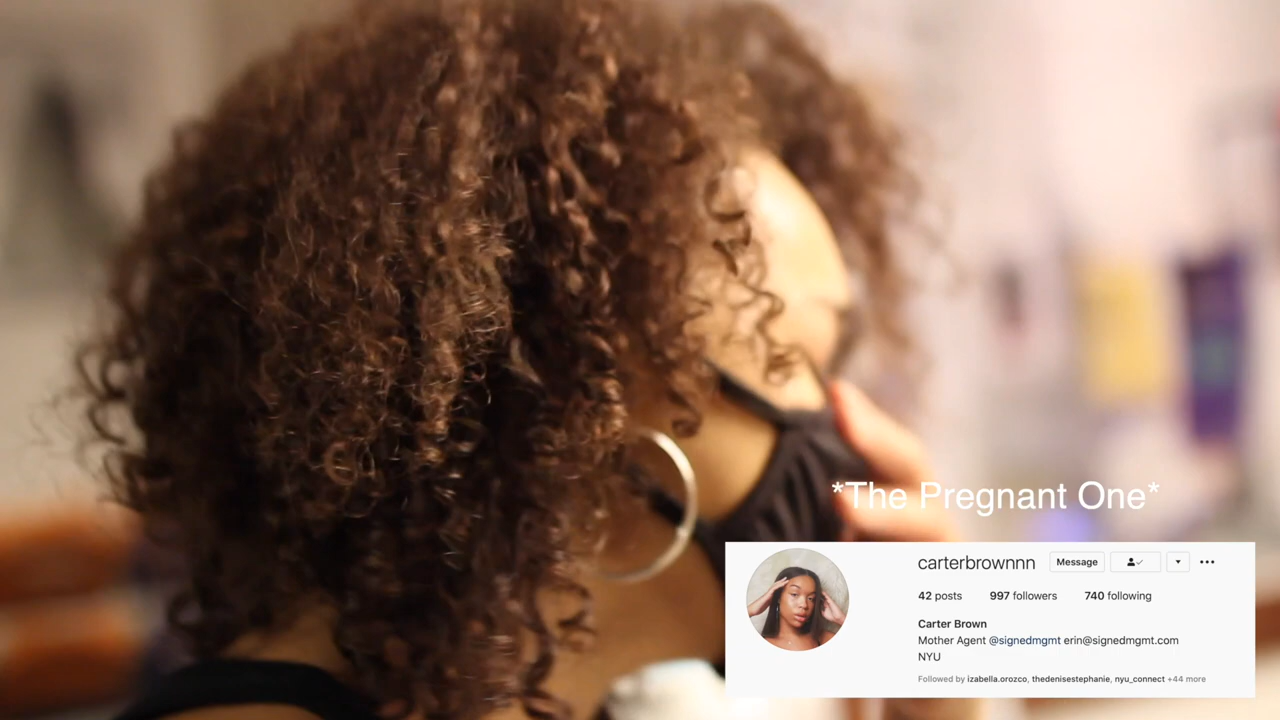 *The Pregnant One*
carterbrownnn Message
42 posts 997 followers 740 following
Carter Brown
Mother Agent @signedmgmt erin@signedmgmt.com
NYU
Followed by izabella.orozco, thedenisestephanie, nyu_connect +44 more